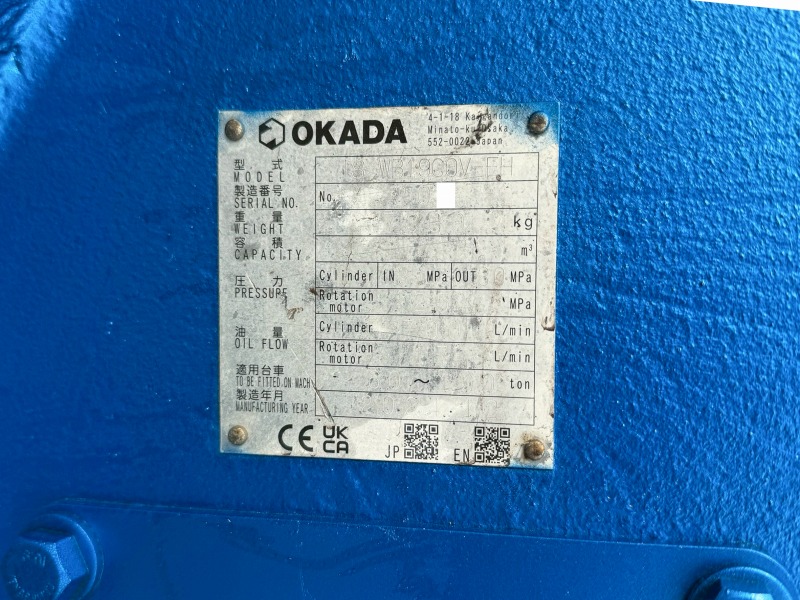 OKADA
4-1-18
Minato-ku Osaka
552-0022 Japan
型式
MODEL
製造番号
SERIAL NO.
No.
重量
WEIGHT
kg
容積
CAPACITY
m³
圧力
PRESSURE
Cylinder IN MPa OUT MPa
Rotation motor MPa
油量
OIL FLOW
Cylinder L/min
Rotation motor L/min
適用台車
TO BE FITTED ON MACH
~ ton
製造年月
MANUFACTURING YEAR
CE UK CA JP EN